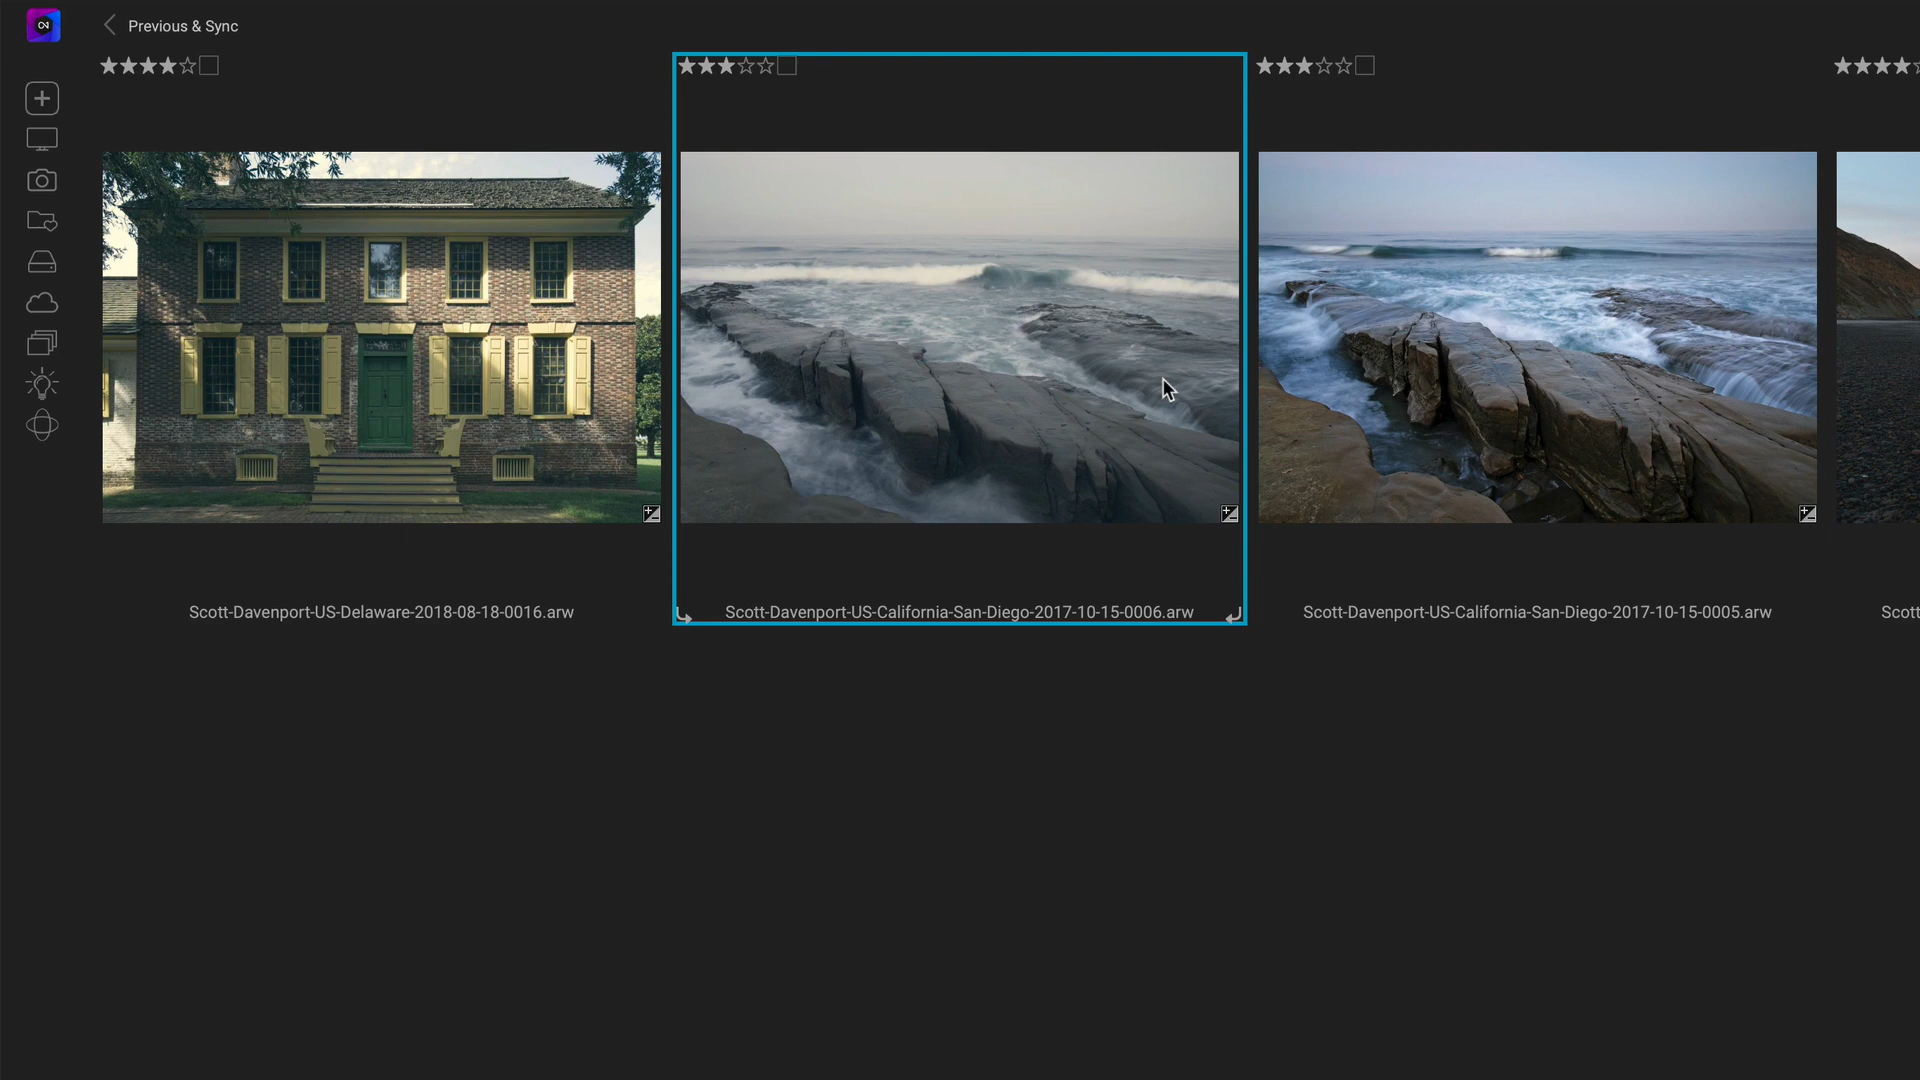 Previous & Sync
Scott-Davenport-US-Delaware-2018-08-18-0016.arw
Scott-Davenport-US-California-San-Diego-2017-10-15-0006.arw
Scott-Davenport-US-California-San-Diego-2017-10-15-0005.arw
Scott